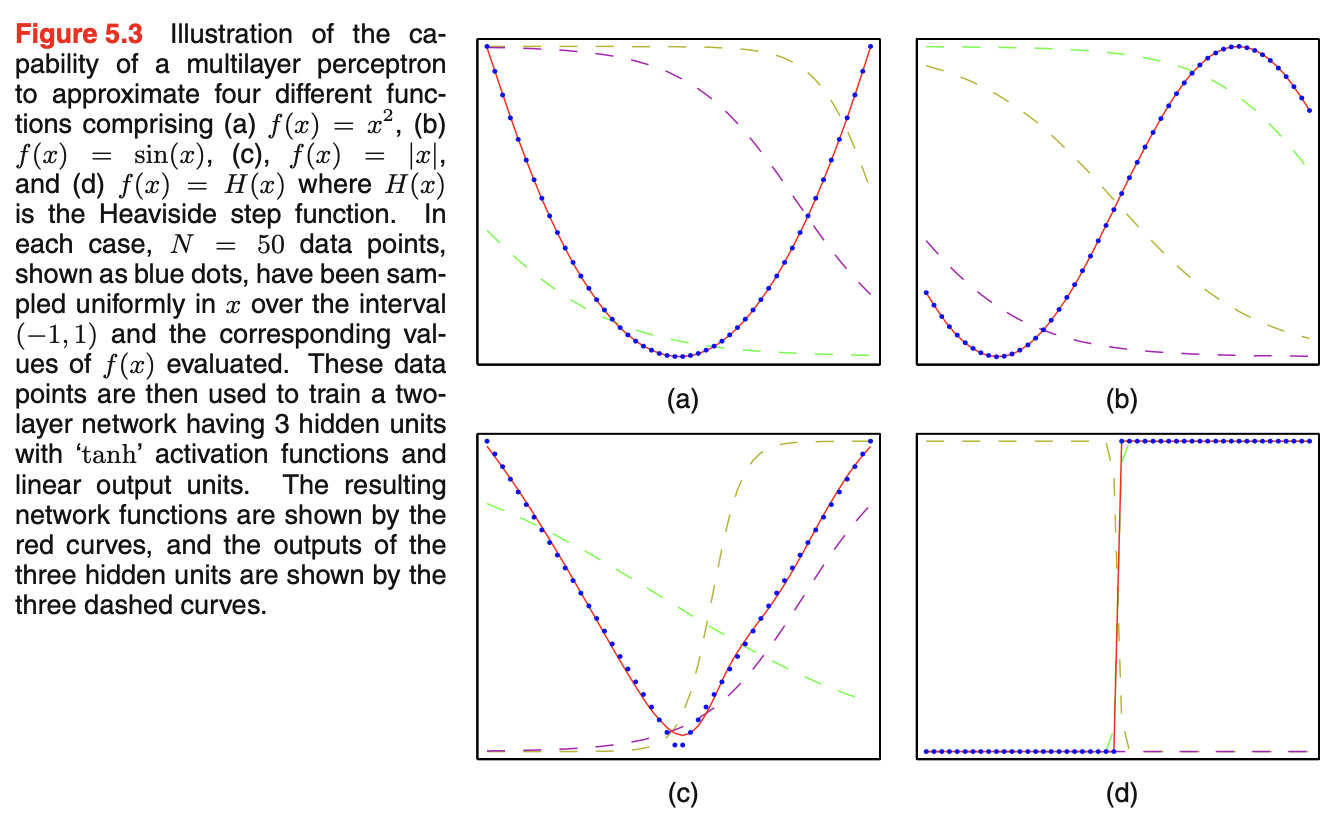 Figure 5.3 Illustration of the ca-
pability of a multilayer perceptron
to approximate four different func-
tions comprising (a) f(x) = x², (b)
f(x) = sin(x), (c), f(x) = |x|,
and (d) f(x) = H(x) where H(x)
is the Heaviside step function. In
each case, N = 50 data points,
shown as blue dots, have been sam-
pled uniformly in x over the interval
(−1, 1) and the corresponding val-
ues of f(x) evaluated. These data
points are then used to train a two-
layer network having 3 hidden units
with ‘tanh’ activation functions and
linear output units. The resulting
network functions are shown by the
red curves, and the outputs of the
three hidden units are shown by the
three dashed curves.
(a)
(b)
(c)
(d)